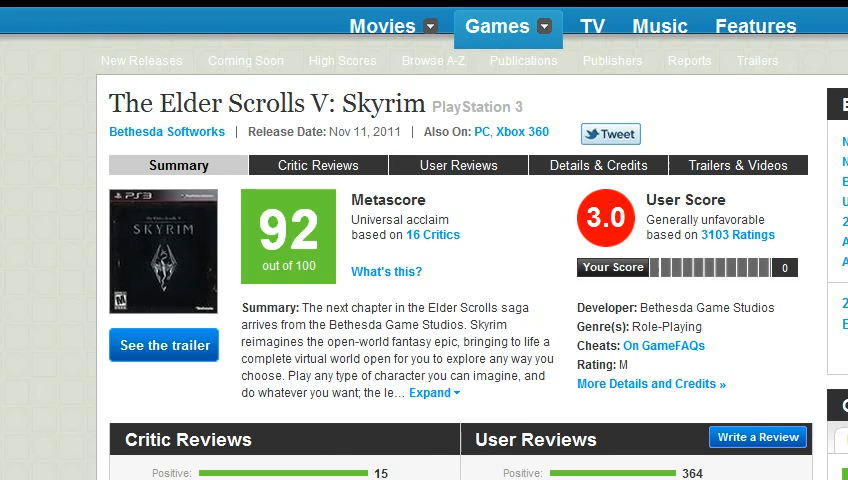 Movies Games TV Music Features
New Releases Coming Soon High Scores Browse A-Z Publications Publishers Reports Trailers
The Elder Scrolls V: Skyrim PlayStation 3
Bethesda Softworks | Release Date: Nov 11, 2011 | Also On: PC, Xbox 360
Tweet
Summary Critic Reviews User Reviews Details & Credits Trailers & Videos
PS3
SKYRIM
See the trailer
92
out of 100
Metascore
Universal acclaim
based on 16 Critics
What's this?
3.0
User Score
Generally unfavorable
based on 3103 Ratings
Your Score 0
Summary: The next chapter in the Elder Scrolls saga
arrives from the Bethesda Game Studios. Skyrim
reimagines the open-world fantasy epic, bringing to life a
complete virtual world open for you to explore any way you
choose. Play any type of character you can imagine, and
do whatever you want; the le... Expand
Developer: Bethesda Game Studios
Genre(s): Role-Playing
Cheats: On GameFAQs
Rating: M
More Details and Credits »
Critic Reviews
Positive: 15
User Reviews
Write a Review
Positive: 364